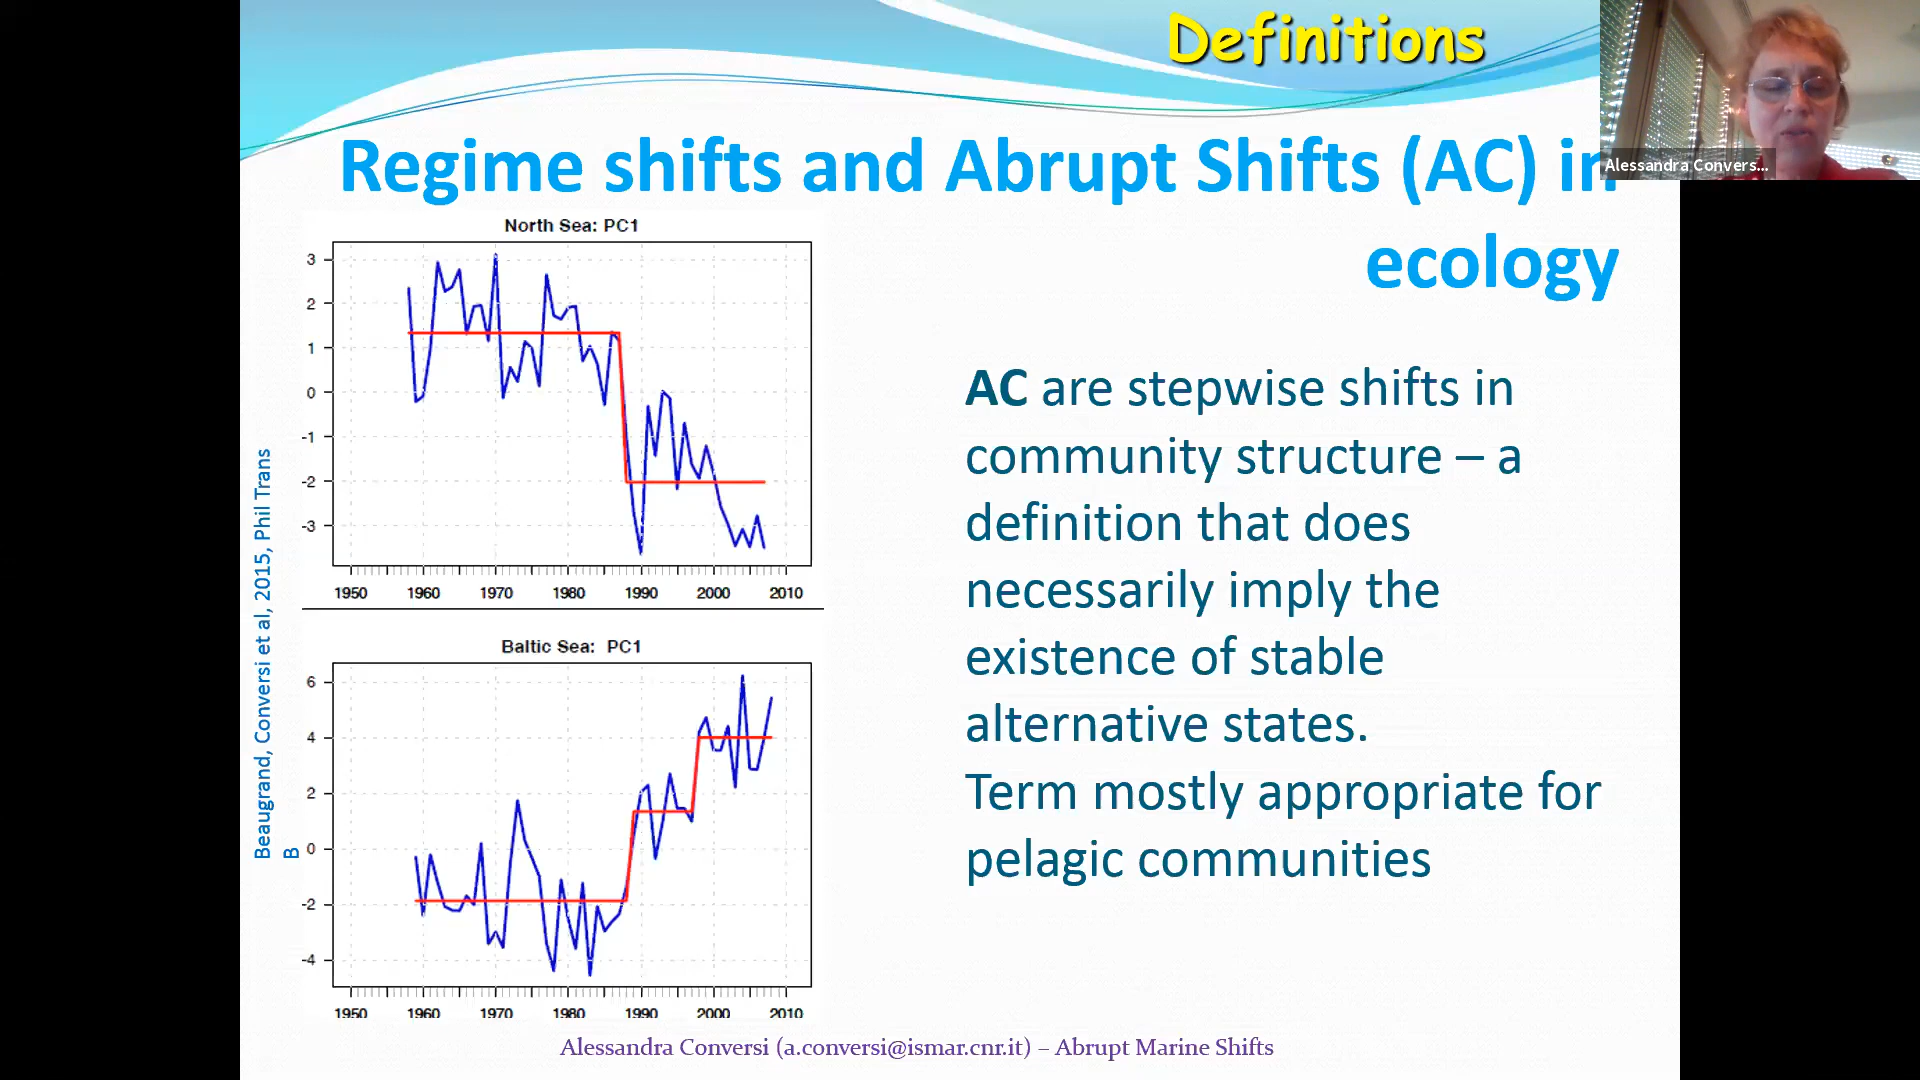 Definitions
Alessandra Convers...
Regime shifts and Abrupt Shifts (AC) in
ecology
North Sea: PC1
3
2
1
0
-1
-2
-3
1950 1960 1970 1980 1990 2000 2010
Baltic Sea: PC1
6
4
2
0
-2
-4
1950 1960 1970 1980 1990 2000 2010
Beaugrand, Conversi et al, 2015, Phil Trans
B
AC are stepwise shifts in
community structure – a
definition that does
necessarily imply the
existence of stable
alternative states.
Term mostly appropriate for
pelagic communities
Alessandra Conversi (a.conversi@ismar.cnr.it) – Abrupt Marine Shifts